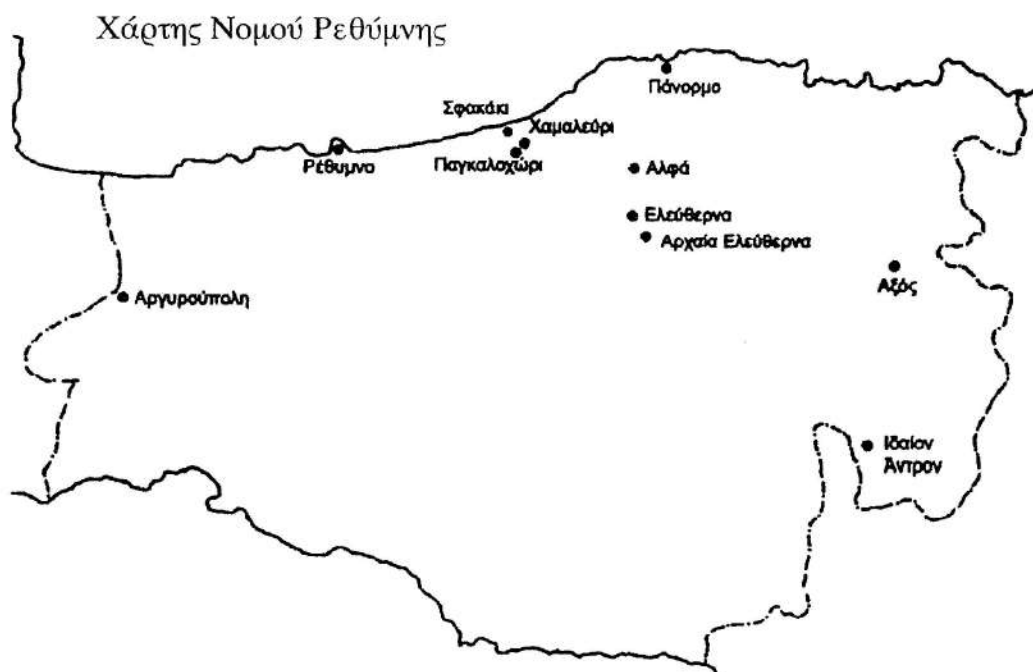 Χάρτης Νομού Ρεθύμνης
Πάνορμο
Σφακάκι
Χαμαλεύρι
Ρέθυμνο
Παγκαλοχώρι
Αλφά
Ελεύθερνα
Αρχαία Ελεύθερνα
Αξός
Αργυρούπολη
Ιδαίον
Άντρον